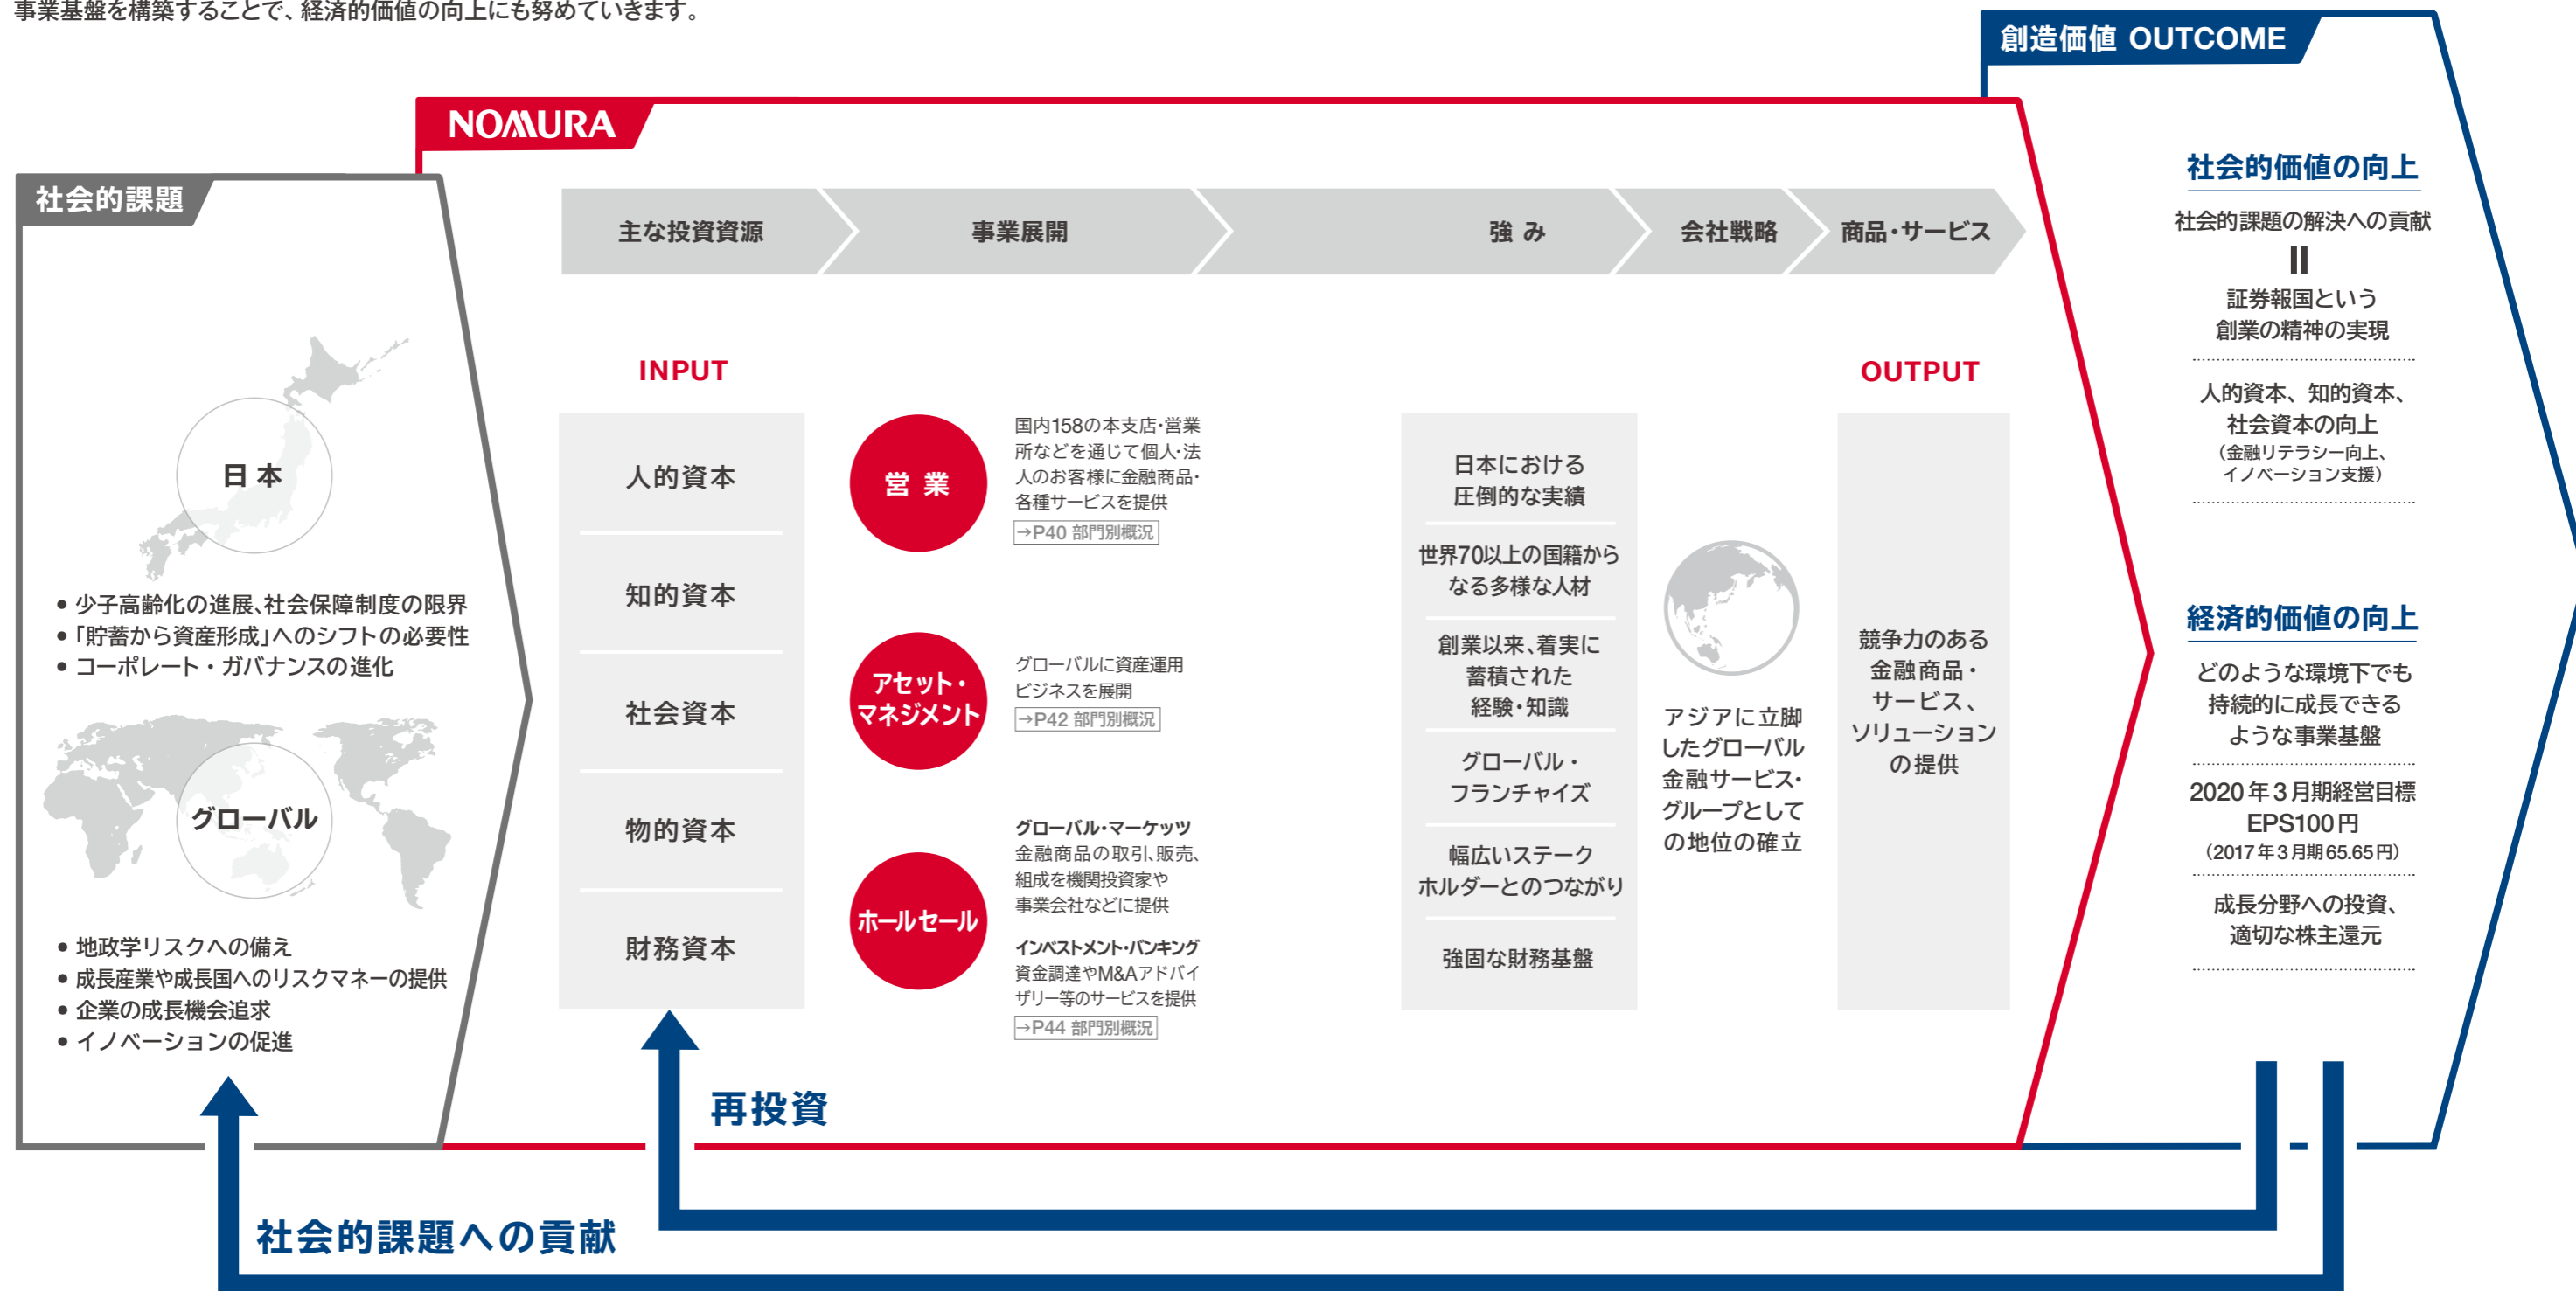 事業基盤を構築することで、経済的価値の向上にも努めていきます。
社会的課題
日本
• 少子高齢化の進展、社会保障制度の限界
• 「貯蓄から資産形成」へのシフトの必要性
• コーポレート・ガバナンスの進化
グローバル
• 地政学リスクへの備え
• 成長産業や成長国へのリスクマネーの提供
• 企業の成長機会追求
• イノベーションの促進
NOMURA
主な投資資源
事業展開
強み
会社戦略
商品・サービス
INPUT
人的資本
知的資本
社会資本
物的資本
財務資本
営業
国内158の本支店・営業
所などを通じて個人・法
人のお客様に金融商品・
各種サービスを提供
→P40 部門別概況
アセット・
マネジメント
グローバルに資産運用
ビジネスを展開
→P42 部門別概況
ホールセール
グローバル・マーケッツ
金融商品の取引、販売、
組成を機関投資家や
事業会社などに提供
インベストメント・バンキング
資金調達やM&Aアドバイ
ザリー等のサービスを提供
→P44 部門別概況
日本における
圧倒的な実績
世界70以上の国籍から
なる多様な人材
創業以来、着実に
蓄積された
経験・知識
グローバル・
フランチャイズ
幅広いステーク
ホルダーとのつながり
強固な財務基盤
アジアに立脚
したグローバル
金融サービス・
グループとして
の地位の確立
OUTPUT
競争力のある
金融商品・
サービス、
ソリューション
の提供
創造価値 OUTCOME
社会的価値の向上
社会的課題の解決への貢献
=
証券報国という
創業の精神の実現
人的資本、知的資本、
社会資本の向上
(金融リテラシー向上、
イノベーション支援)
経済的価値の向上
どのような環境下でも
持続的に成長できる
ような事業基盤
2020年3月期経営目標
EPS100円
(2017年3月期65.65円)
成長分野への投資、
適切な株主還元
再投資
社会的課題への貢献